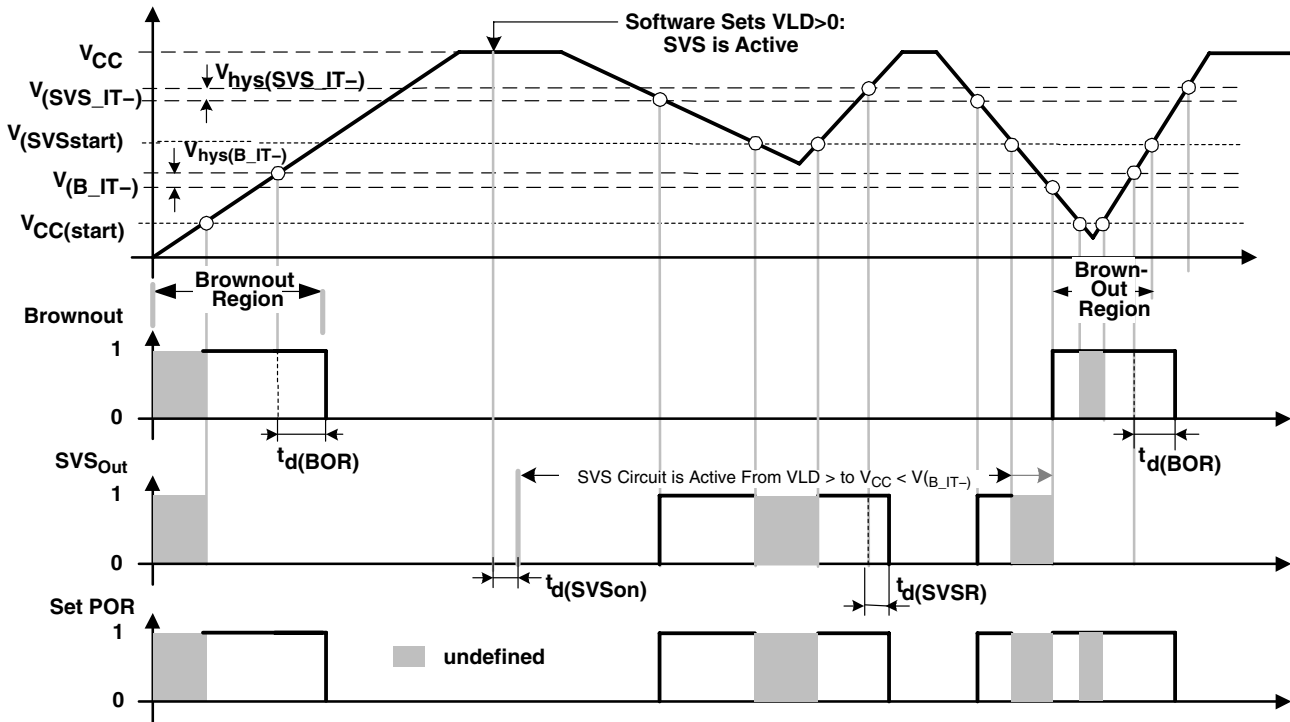 Software Sets VLD>0:
SVS is Active
VCC
Vhys(SVS_IT−)
V(SVS_IT−)
V(SVSstart)
Vhys(B_IT−)
V(B_IT−)
VCC(start)
Brownout
Region
Brown-
Out
Region
Brownout
1
0
td(BOR)
td(BOR)
SVSOut
SVS Circuit is Active From VLD > to VCC < V(B_IT−)
1
0
td(SVSon)
td(SVSR)
Set POR
1
undefined
0